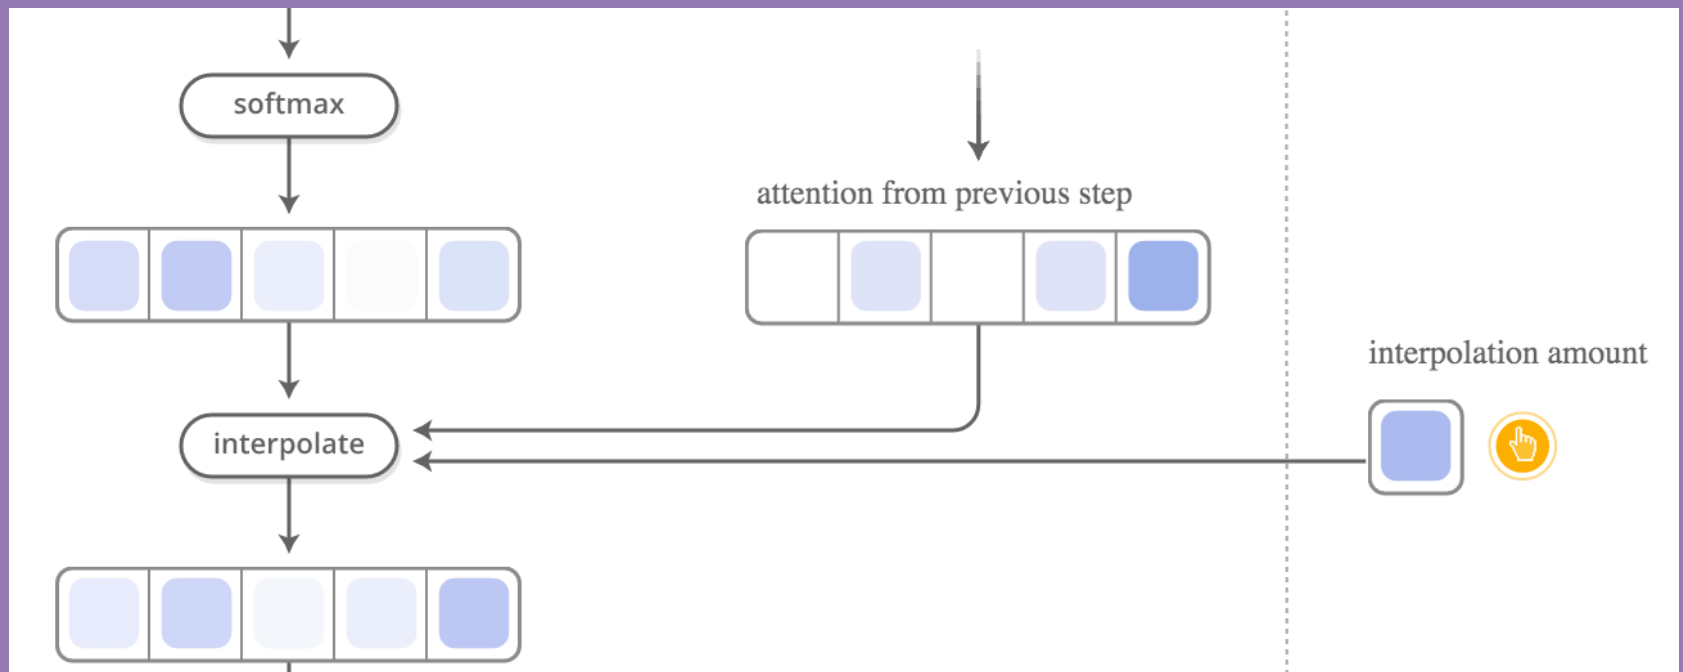 softmax
attention from previous step
interpolation amount
interpolate